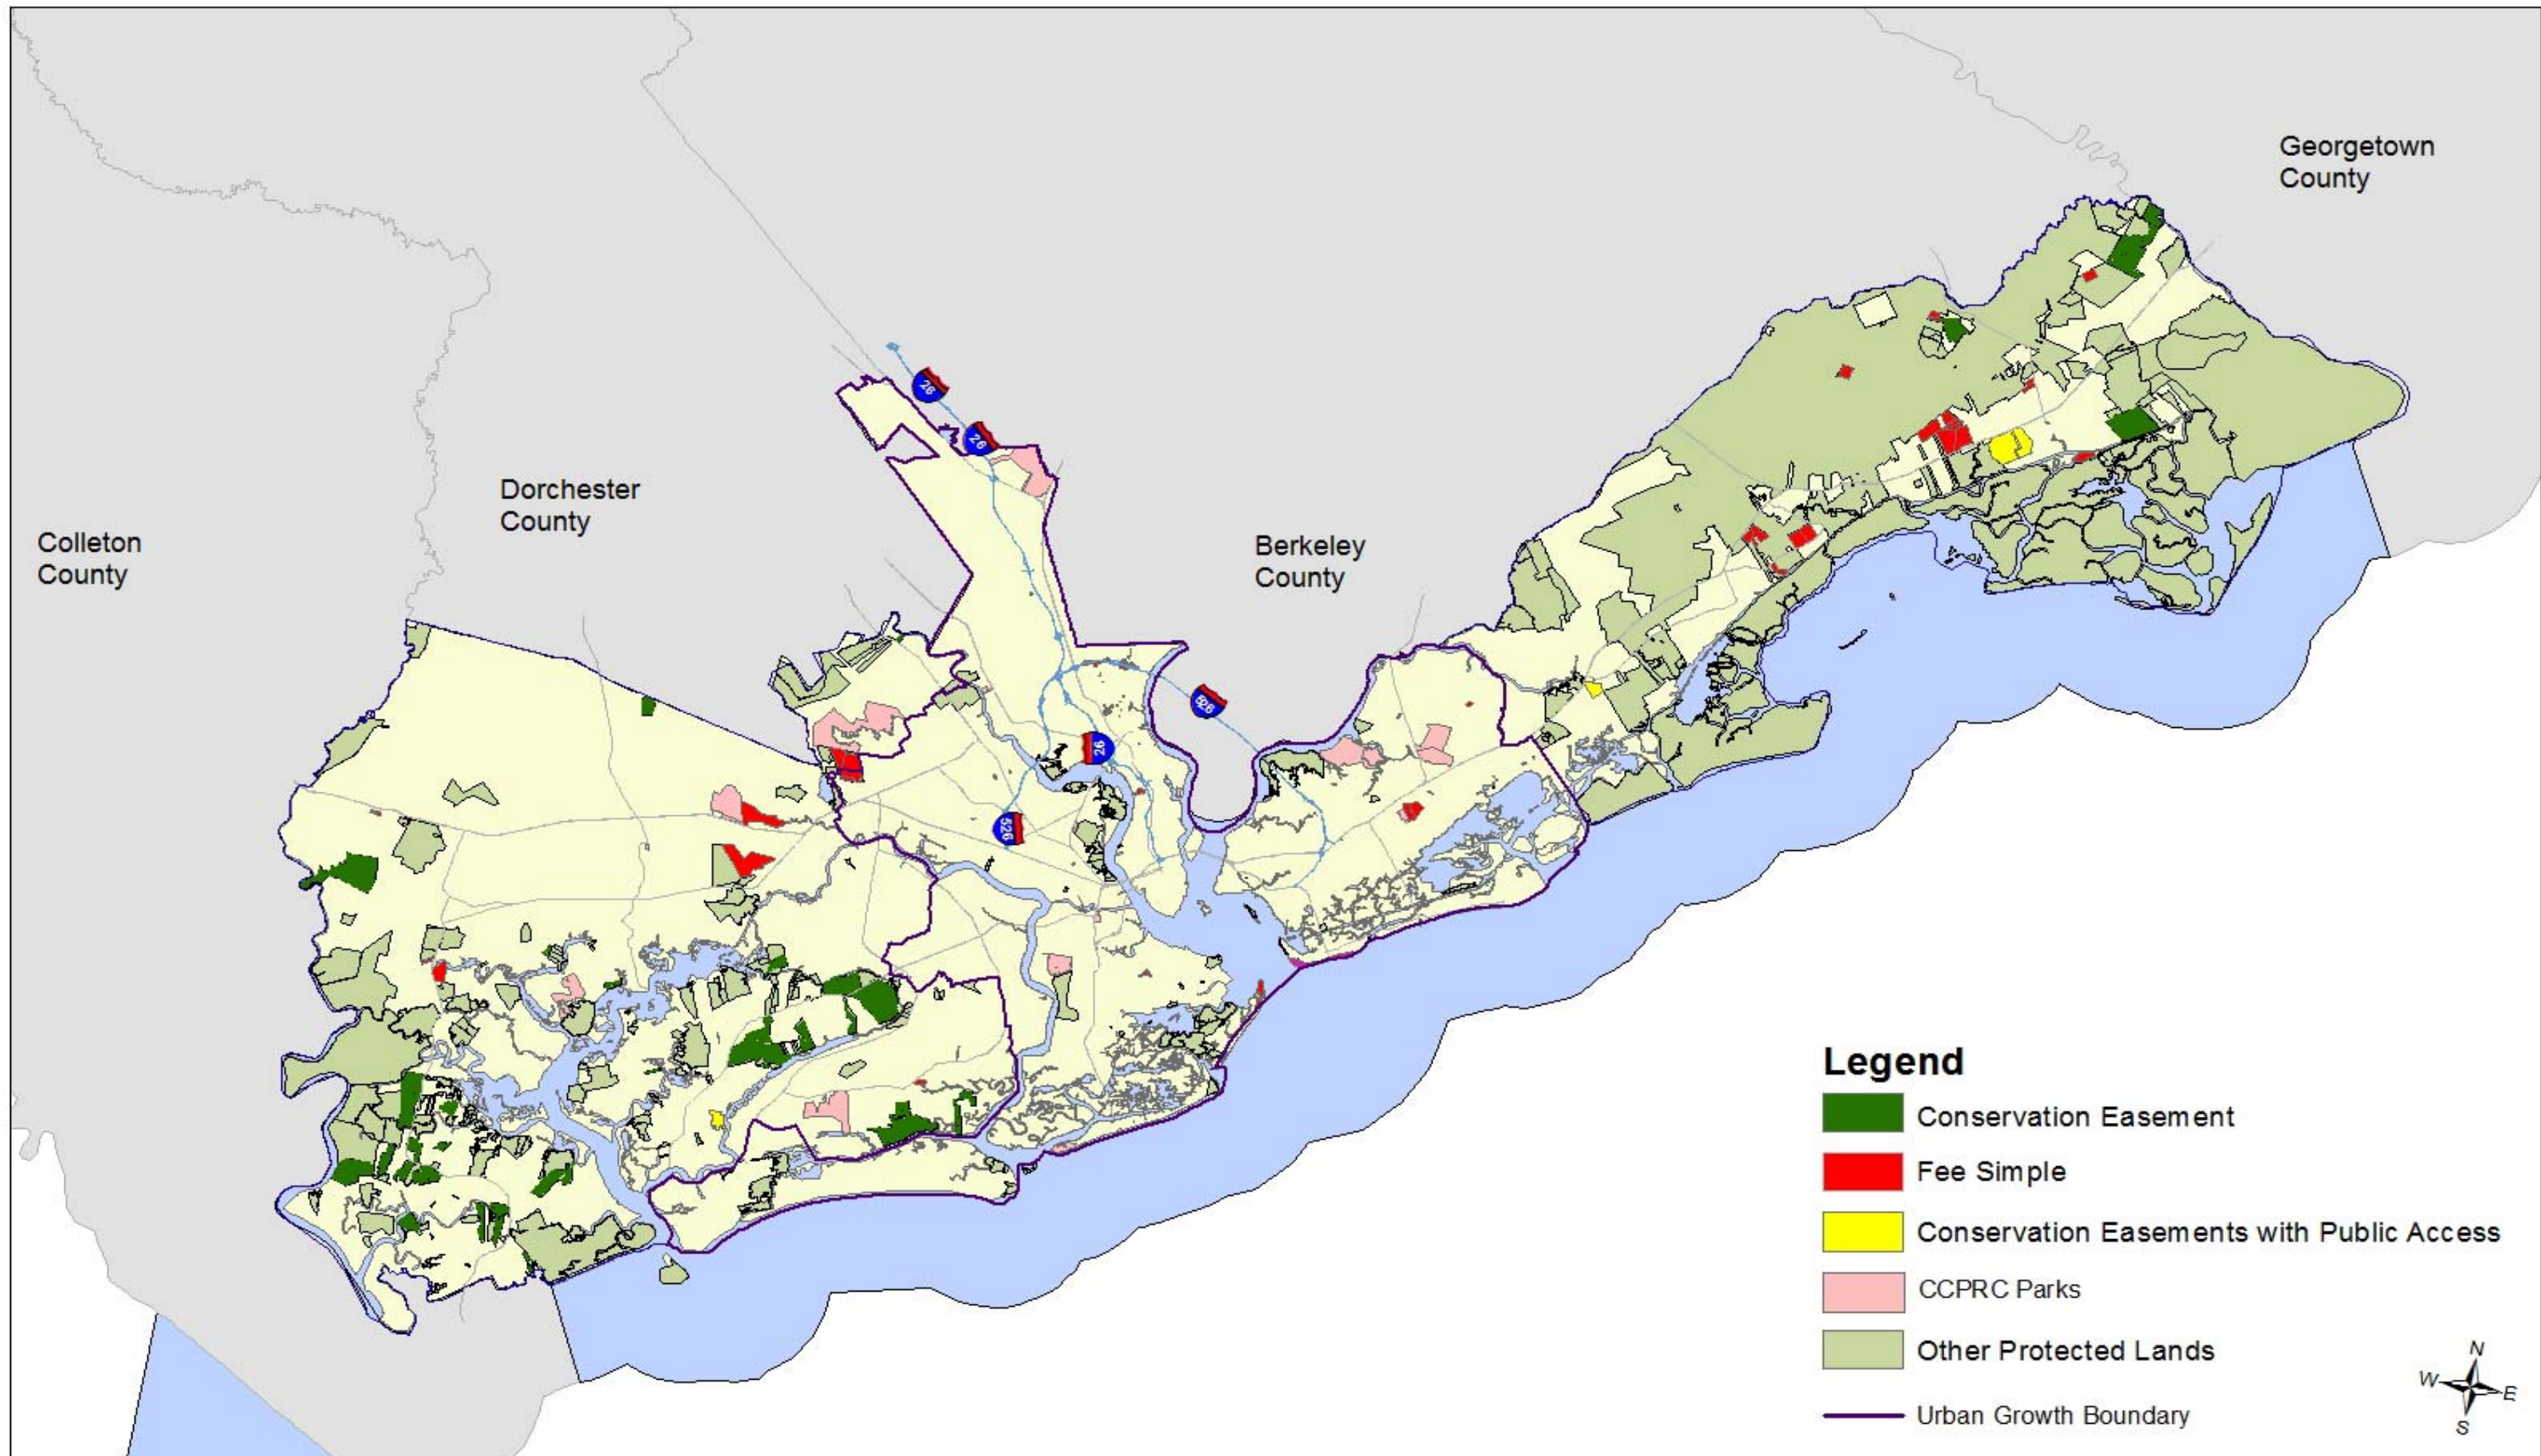 Georgetown
County
Dorchester
County
Colleton
County
Berkeley
County
26
26
526
26
526
Legend
Conservation Easement
Fee Simple
Conservation Easements with Public Access
CCPRC Parks
Other Protected Lands
Urban Growth Boundary
N
W
E
S